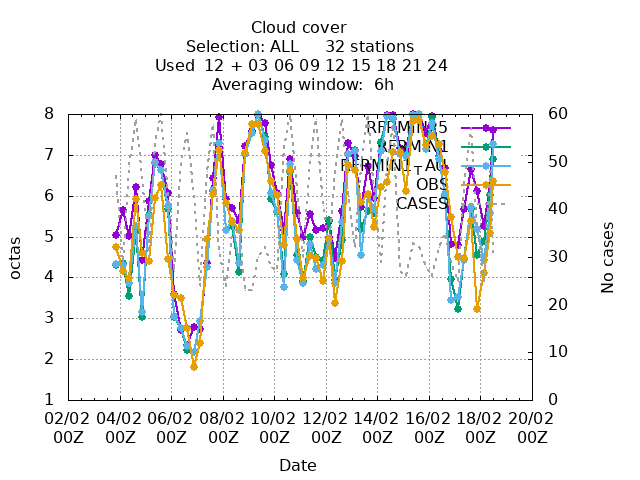 Cloud cover
Selection: ALL 32 stations
Used 12 + 03 06 09 12 15 18 21 24
Averaging window: 6h
8
7
6
5
4
3
2
1
octas
60
50
40
30
20
10
0
No cases
OBS
CASES
02/02 04/02 06/02 08/02 10/02 12/02 14/02 16/02 18/02 20/02
00Z 00Z 00Z 00Z 00Z 00Z 00Z 00Z 00Z 00Z
Date